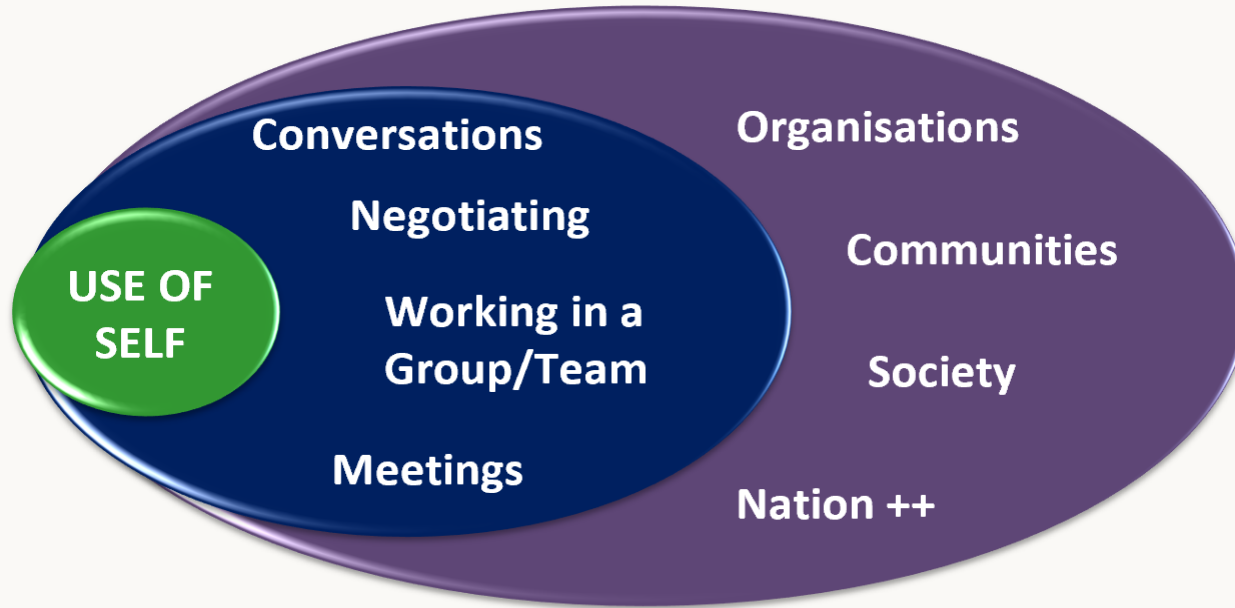 USE OF
SELF
Conversations
Negotiating
Working in a
Group/Team
Meetings
Organisations
Communities
Society
Nation ++